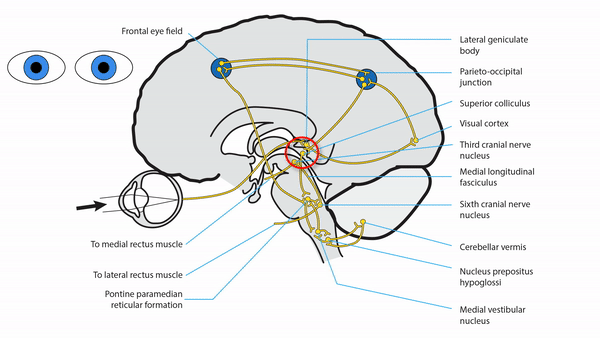 Frontal eye field
Lateral geniculate
body
Parieto-occipital
junction
Superior colliculus
Visual cortex
Third cranial nerve
nucleus
Medial longitudinal
fasciculus
Sixth cranial nerve
nucleus
Cerebellar vermis
Nucleus prepositus
hypoglossi
Medial vestibular
nucleus
To medial rectus muscle
To lateral rectus muscle
Pontine paramedian
reticular formation